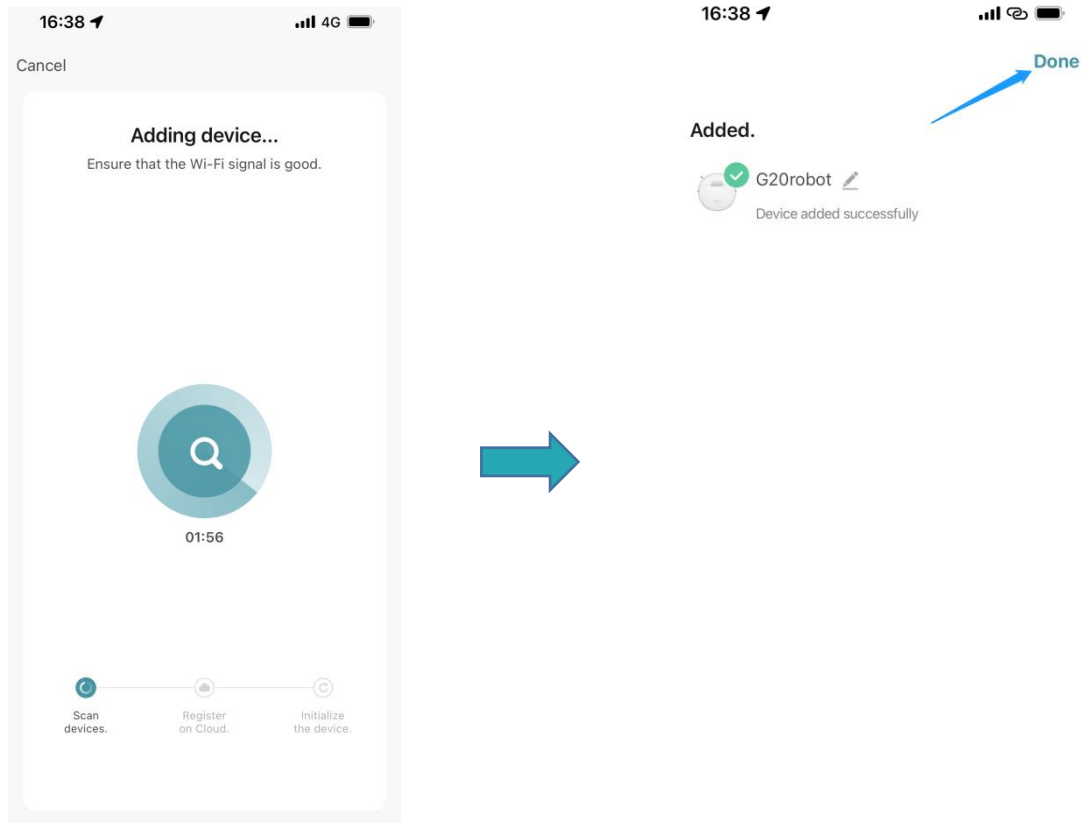 16:38
4G
Cancel
Adding device...
Ensure that the Wi-Fi signal is good.
01:56
Scan
devices.
Register
on Cloud.
Initialize
the device.
16:38
Done
Added.
G20robot
Device added successfully